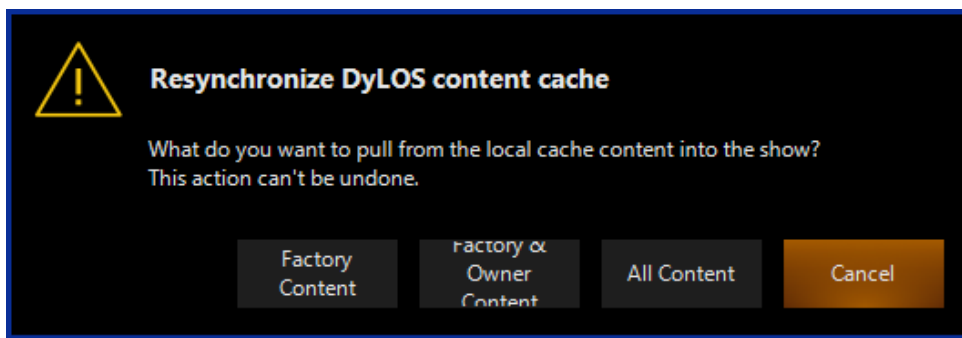 Resynchronize DyLOS content cache
What do you want to pull from the local cache content into the show?
This action can't be undone.
Factory
Content
Factory &
Owner
Content
All Content
Cancel